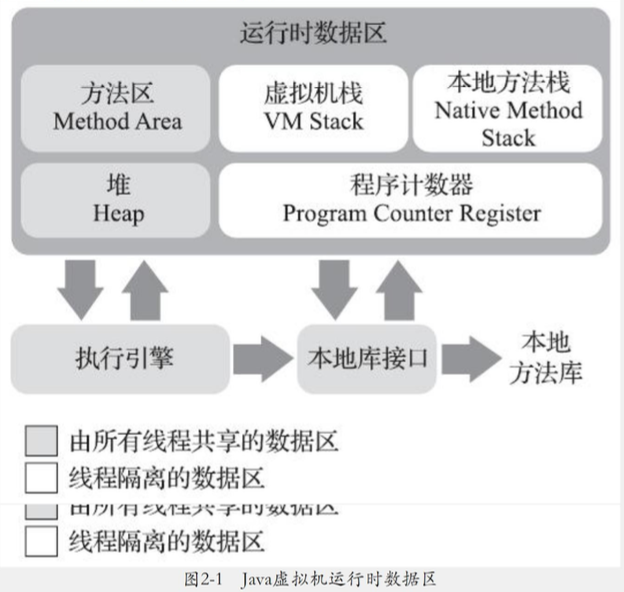 运行时数据区
方法区
Method Area
虚拟机栈
VM Stack
本地方法栈
Native Method
Stack
堆
Heap
程序计数器
Program Counter Register
执行引擎
本地库接口
本地
方法库
由所有线程共享的数据区
线程隔离的数据区
由所有线程共享的数据区
线程隔离的数据区
图2-1 Java虚拟机运行时数据区